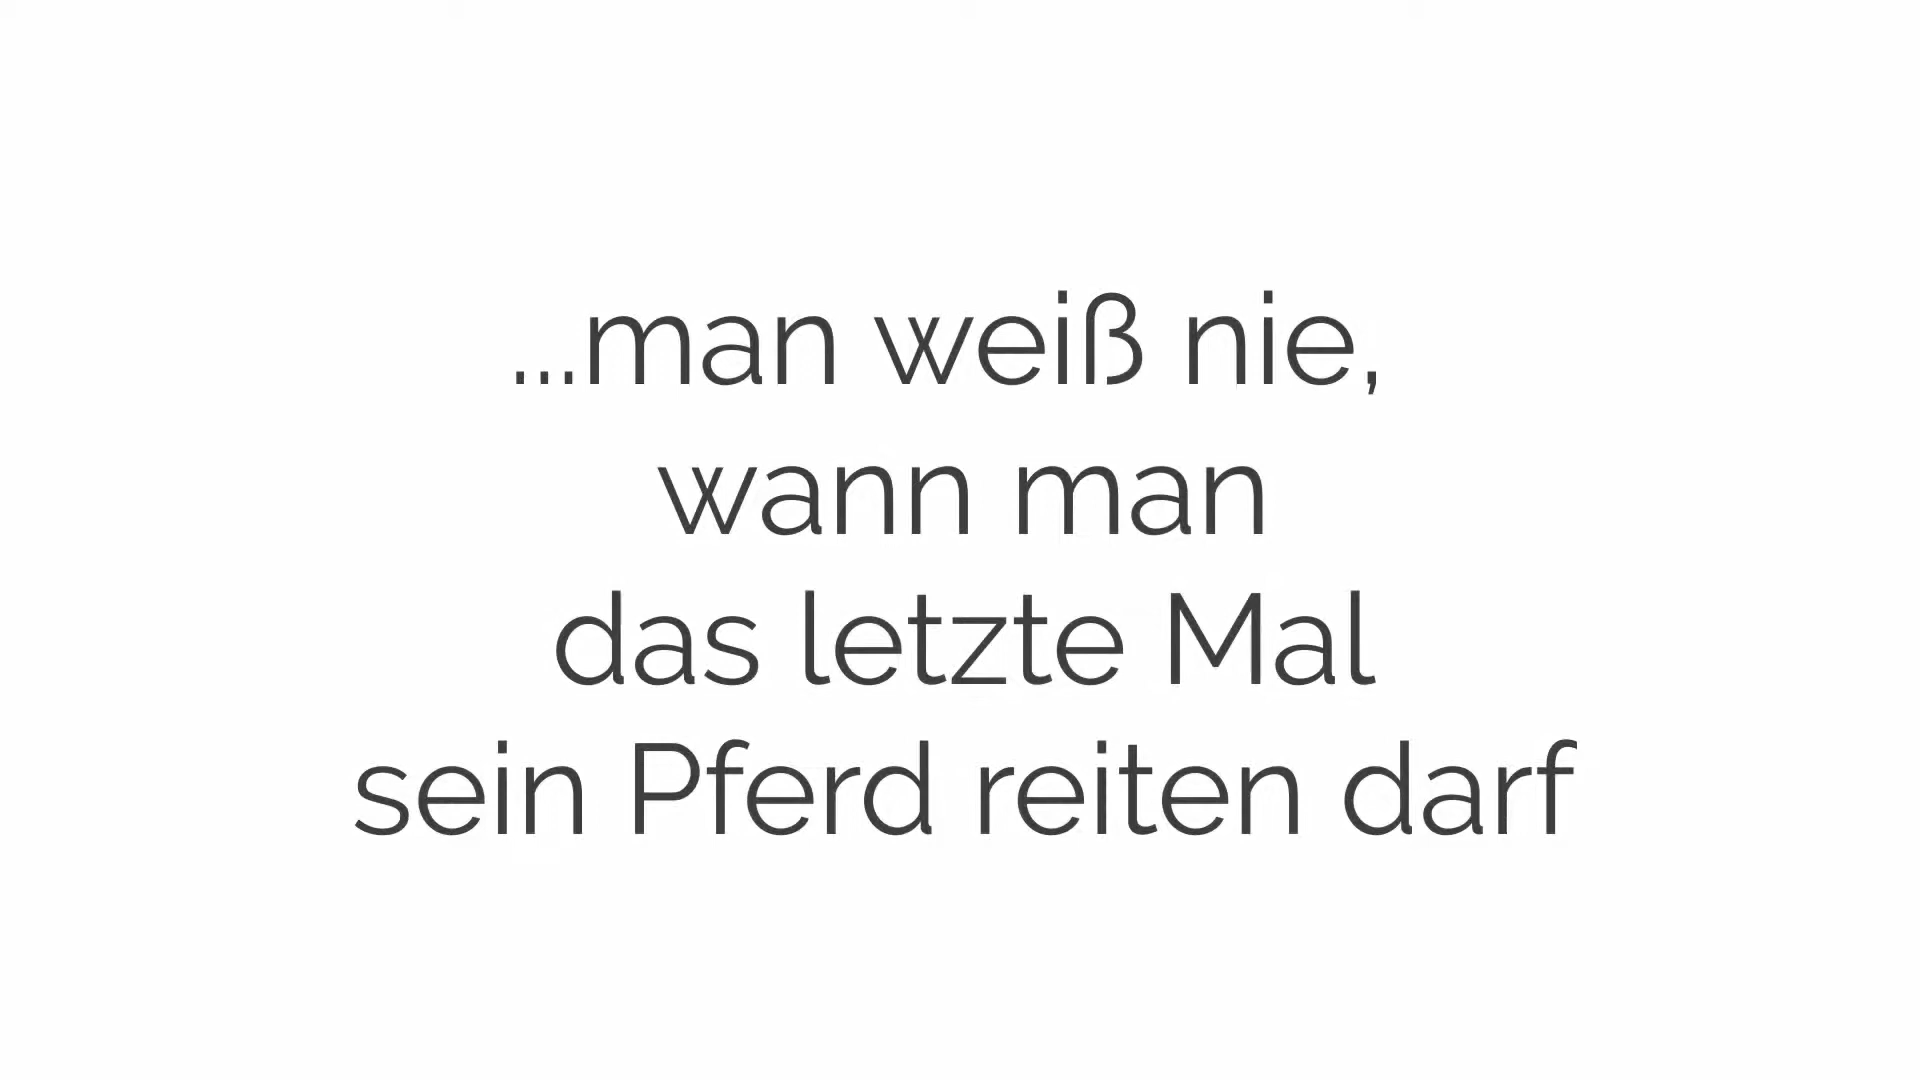 ...man weiß nie,
wann man
das letzte Mal
sein Pferd reiten darf